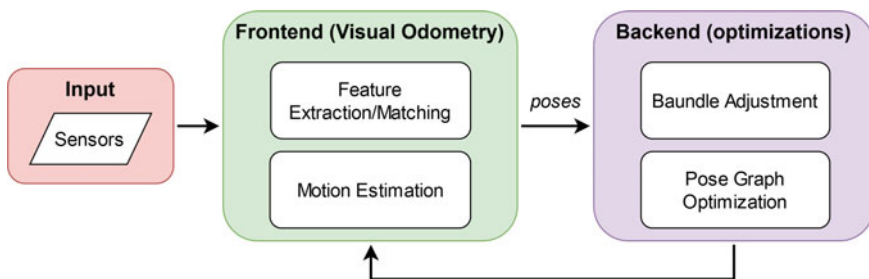 Input
Sensors
Frontend (Visual Odometry)
Feature
Extraction/Matching
Motion Estimation
poses
Backend (optimizations)
Baundle Adjustment
Pose Graph
Optimization